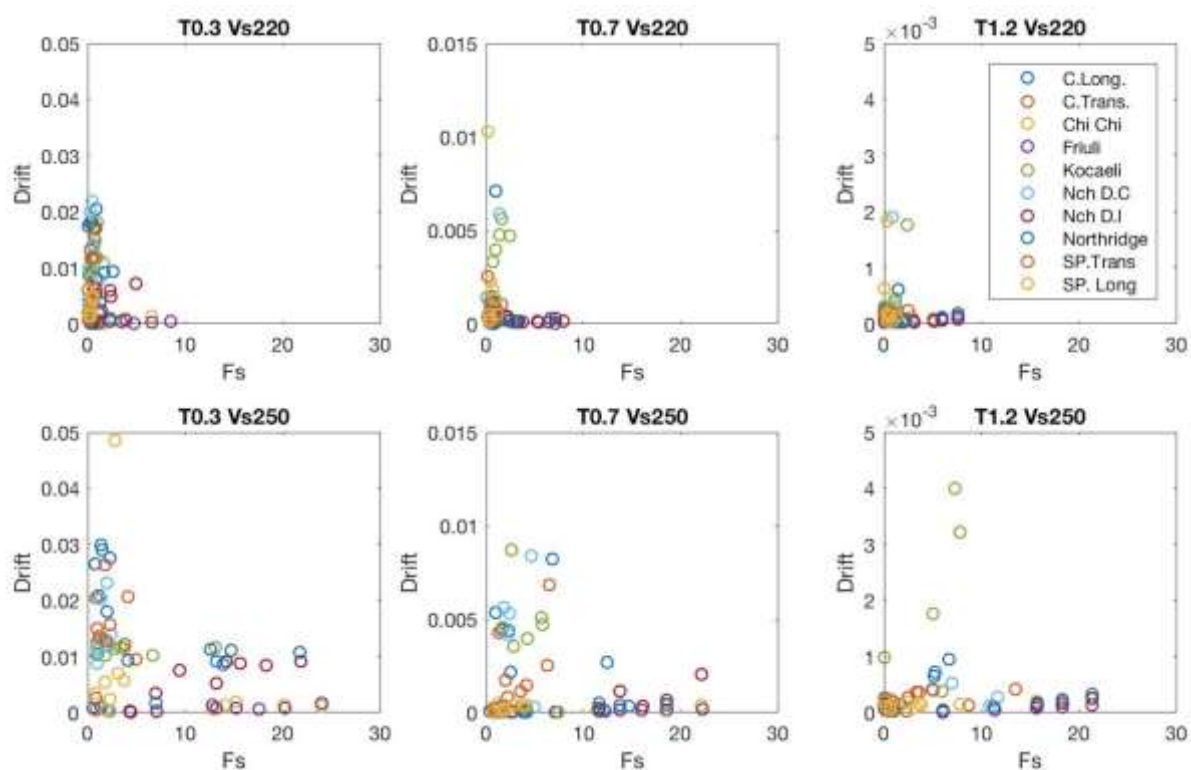 T0.3 Vs220
0.05
0.04
0.03
0.02
0.01
0
Drift
0 10 20 30
Fs
T0.7 Vs220
0.015
0.01
0.005
0
Drift
0 10 20 30
Fs
T1.2 Vs220
×10-3
5
4
3
2
1
0
Drift
0 10 20 30
Fs
C.Long.
C.Trans.
Chi Chi
Friuli
Kocaeli
Nch D.C
Nch D.I
Northridge
SP.Trans
SP. Long
T0.3 Vs250
0.05
0.04
0.03
0.02
0.01
0
Drift
0 10 20 30
Fs
T0.7 Vs250
0.015
0.01
0.005
0
Drift
0 10 20 30
Fs
T1.2 Vs250
×10-3
5
4
3
2
1
0
Drift
0 10 20 30
Fs